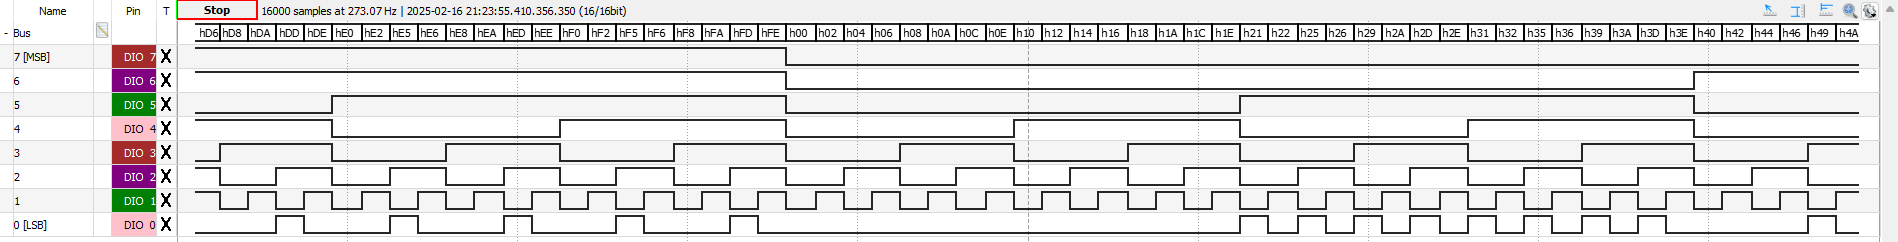 Name Pin T Stop 16000 samples at 273.07 Hz | 2025-02-16 21:23:55.410.356.350 (16/16bit)
- Bus hD6 hD8 hDA hDD hDE hE0 hE2 hE5 hE6 hE8 hEA hED hEE hF0 hF2 hF5 hF6 hF8 hFA hFD hFE h00 h02 h04 h06 h08 h0A h0C h0E h10 h12 h14 h16 h18 h1A h1C h1E h21 h22 h25 h26 h29 h2A h2D h2E h31 h32 h35 h36 h39 h3A h3D h3E h40 h42 h44 h46 h49 h4A
7 [MSB] DIO 7 X
6 DIO 6 X
5 DIO 5 X
4 DIO 4 X
3 DIO 3 X
2 DIO 2 X
1 DIO 1 X
0 [LSB] DIO 0 X